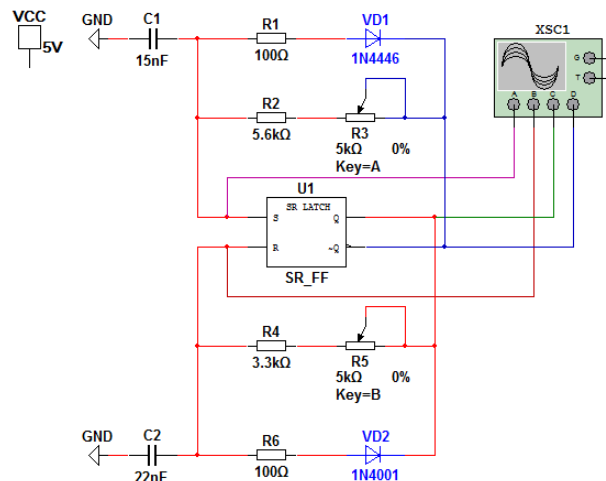 VCC
5V
GND
C1
15nF
R1
100Ω
VD1
1N4446
XSC1
G
T
A B C D
R2
5.6kΩ
R3
5kΩ 0%
Key=A
U1
SR LATCH
S Q
R ~Q
SR_FF
R4
3.3kΩ
R5
5kΩ 0%
Key=B
GND
C2
22nF
R6
100Ω
VD2
1N4001